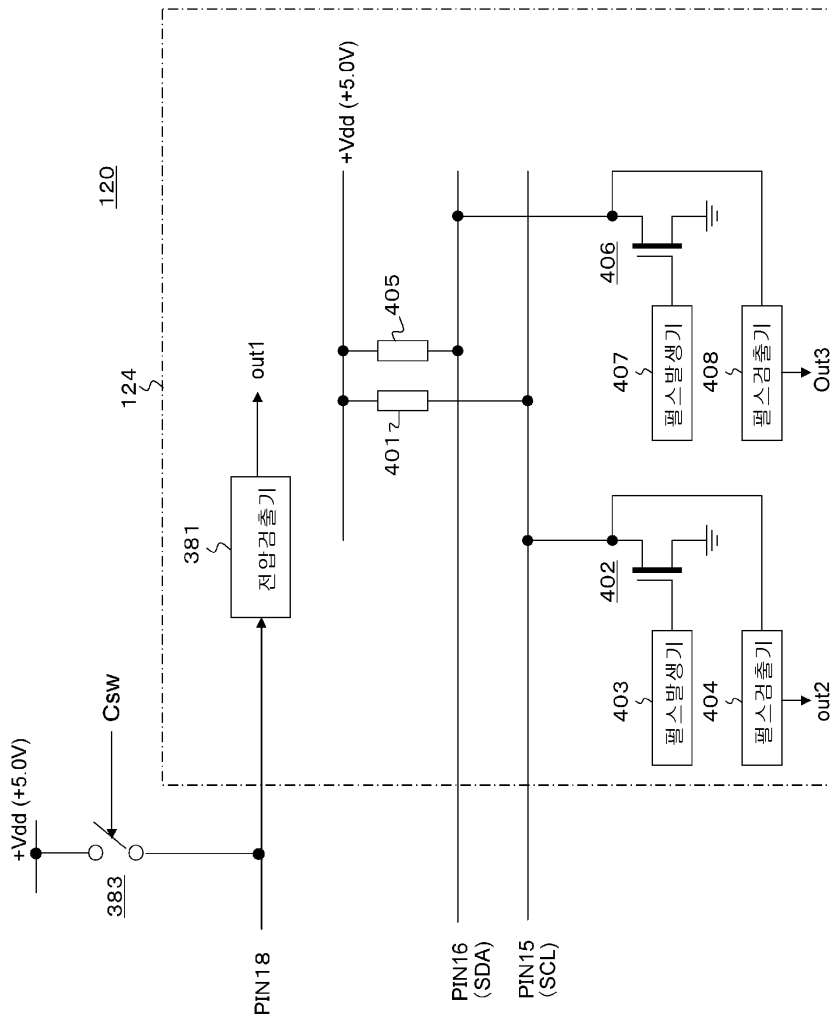 120
124
+Vdd (+5.0V)
Csw
383
PIN18
381
전압검출기
out1
+Vdd (+5.0V)
401
405
PIN16
(SDA)
PIN15
(SCL)
402
403
펄스발생기
404
펄스검출기
out2
406
407
펄스발생기
408
펄스검출기
Out3